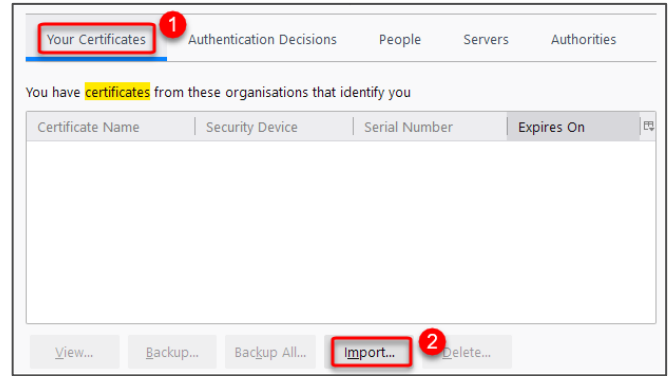 1
Your Certificates Authentication Decisions People Servers Authorities
You have certificates from these organisations that identify you
Certificate Name Security Device Serial Number Expires On
View... Backup... Backup All... Import... 2 Delete...